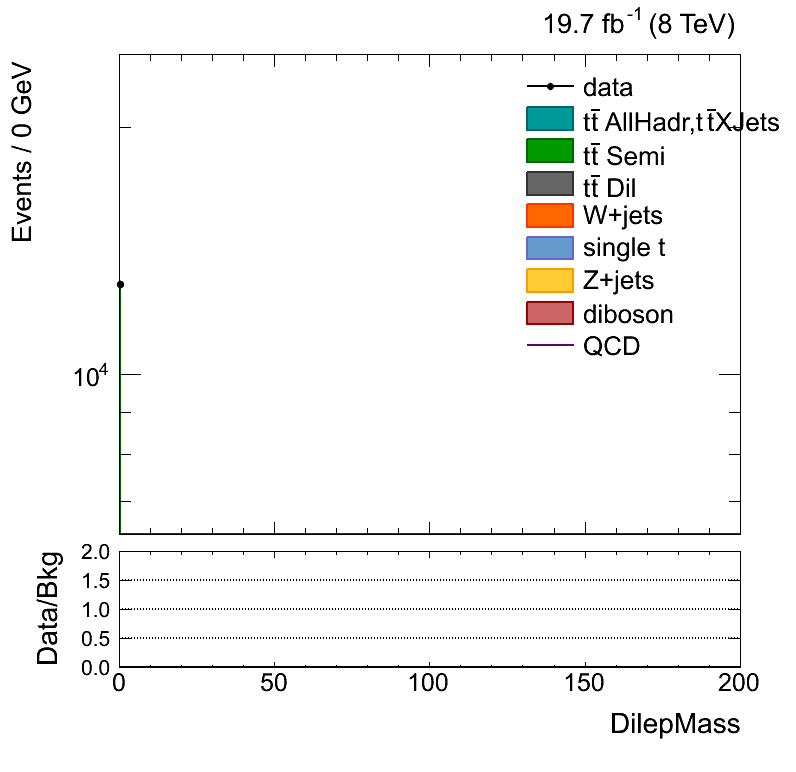 19.7 fb⁻¹ (8 TeV)
Events / 0 GeV
data
tt̄ AllHadr,tt̄XJets
tt̄ Semi
tt̄ Dil
W+jets
single t
Z+jets
diboson
QCD
10⁴
Data/Bkg
2.0
1.5
1.0
0.5
0.0
0 50 100 150 200
DilepMass